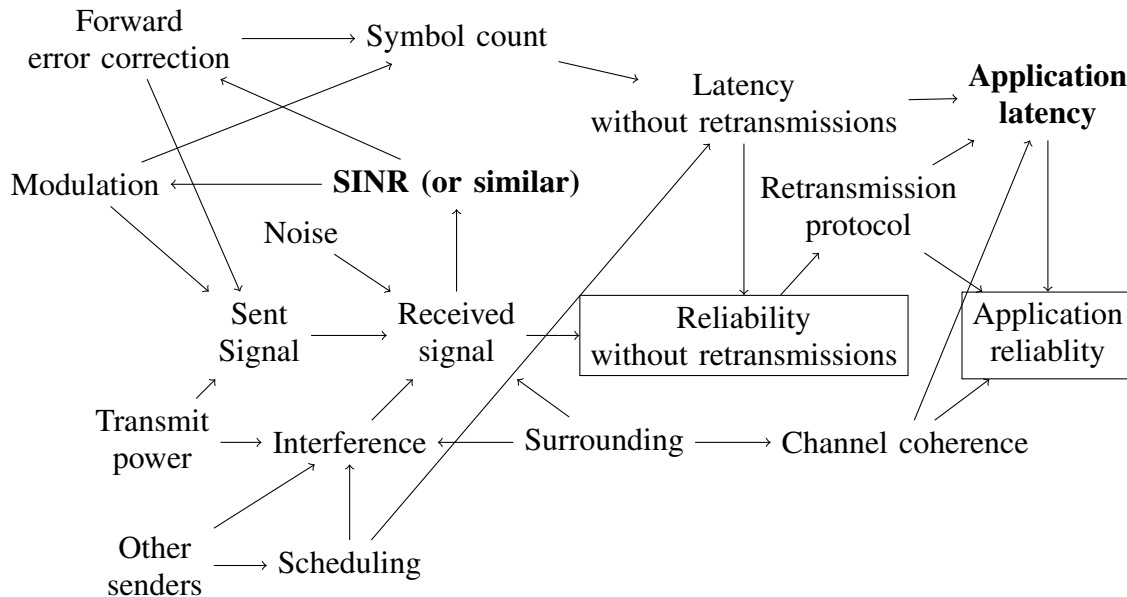 Forward
error correction
Symbol count
Latency
without retransmissions
Application
latency
Modulation
SINR (or similar)
Retransmission
protocol
Noise
Sent
Signal
Received
signal
Reliability
without retransmissions
Application
reliablity
Transmit
power
Interference
Surrounding
Channel coherence
Other
senders
Scheduling